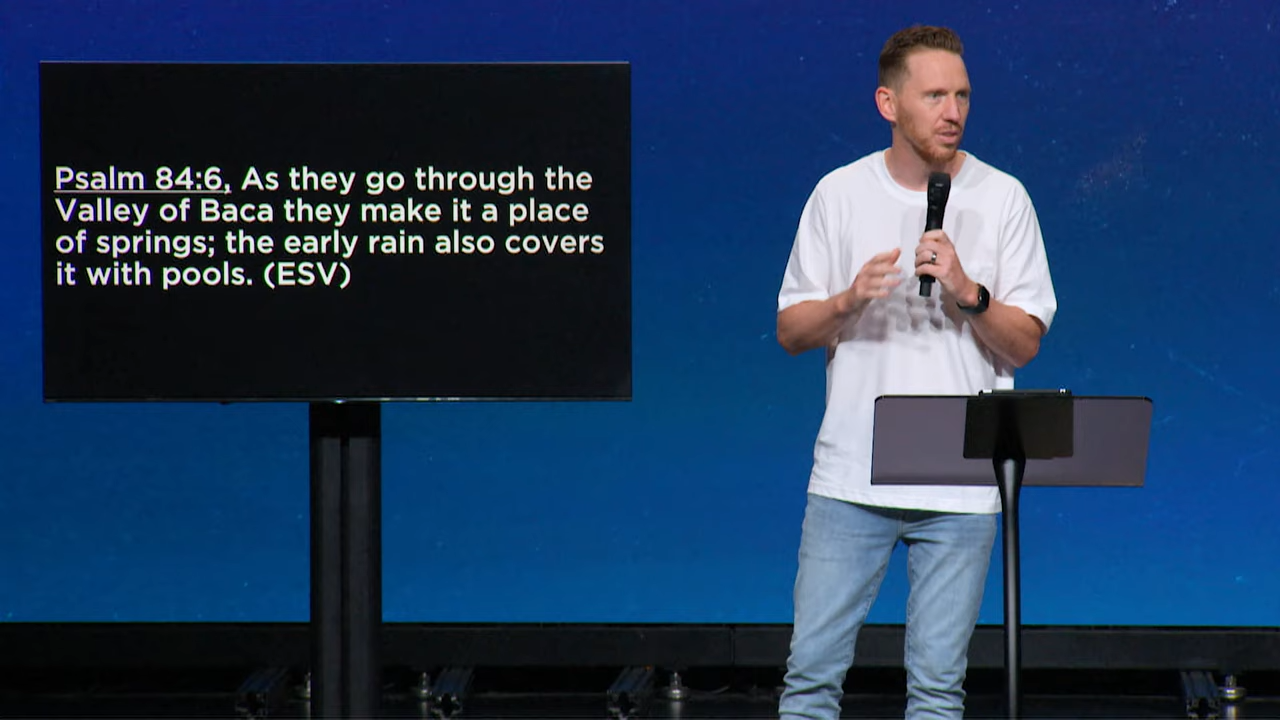 Psalm 84:6, As they go through the
Valley of Baca they make it a place
of springs; the early rain also covers
it with pools. (ESV)